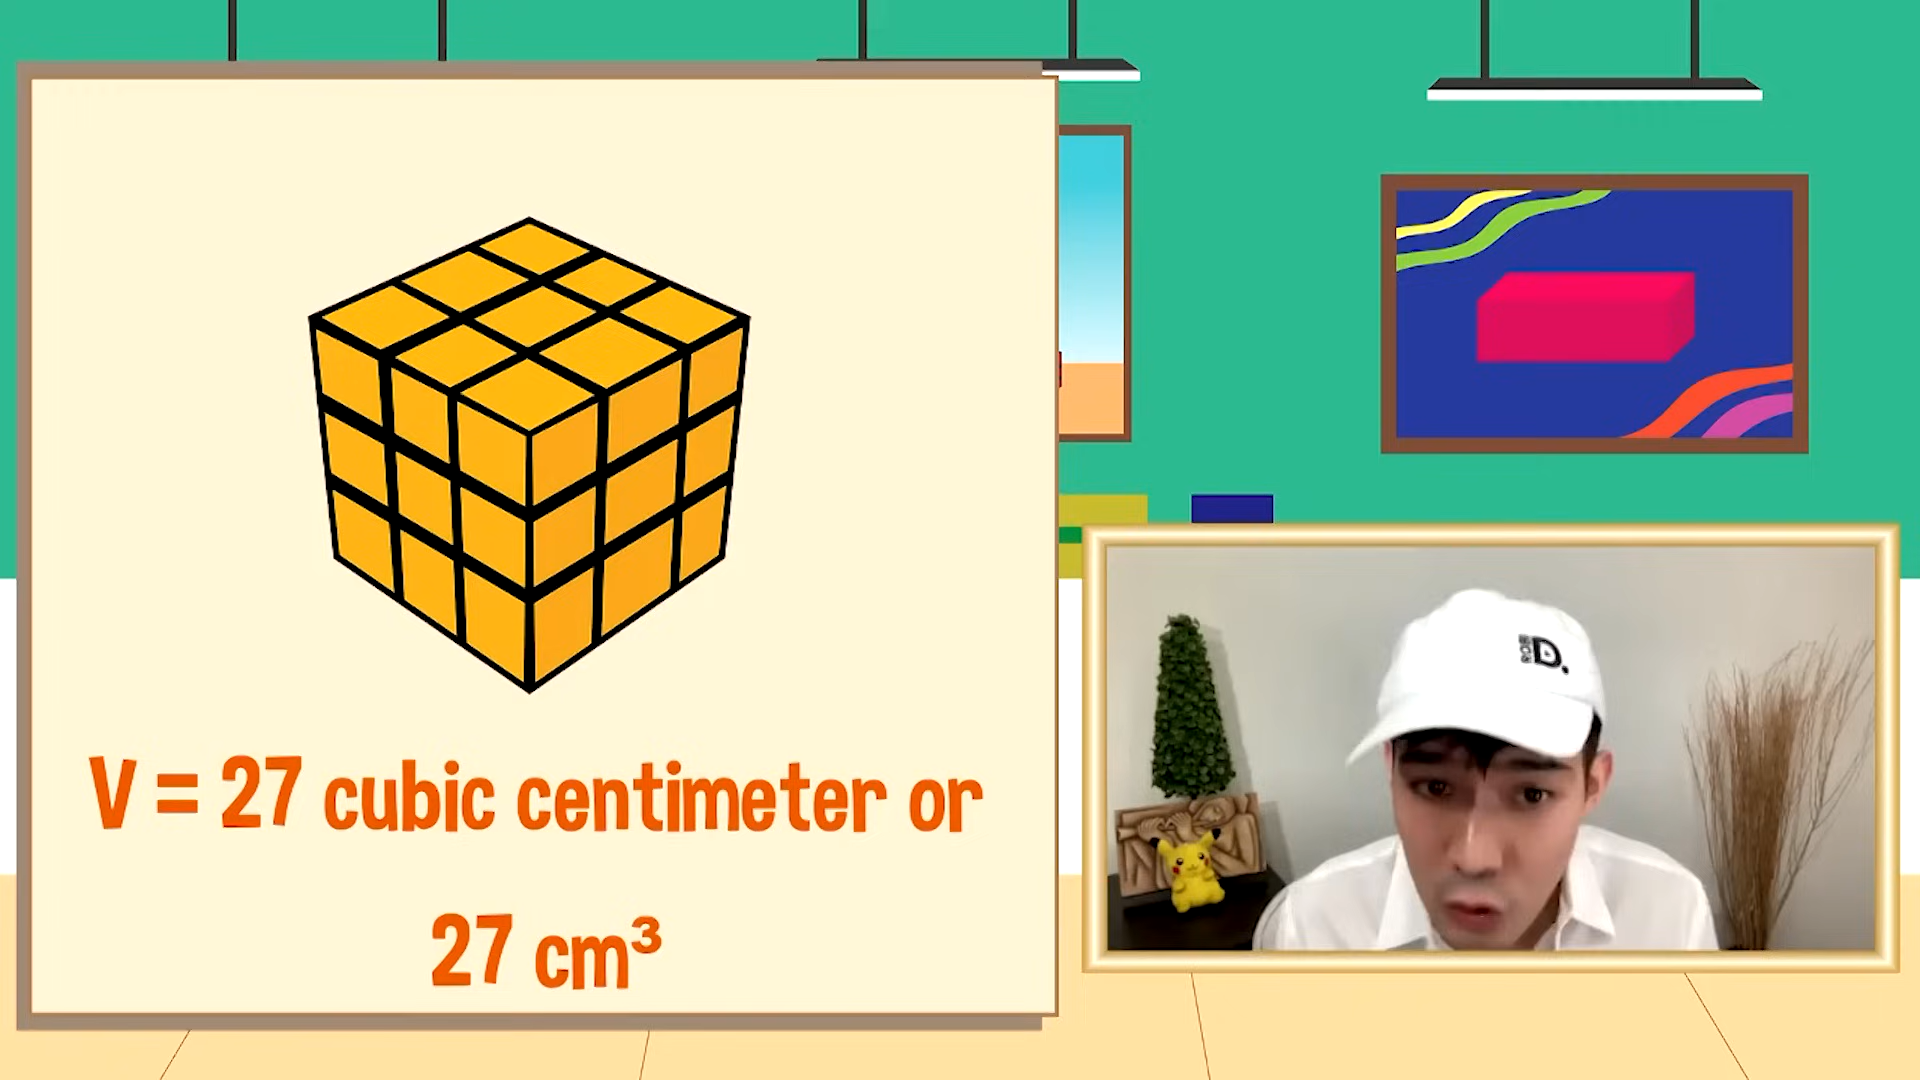 V = 27 cubic centimeter or
27 cm³
D.